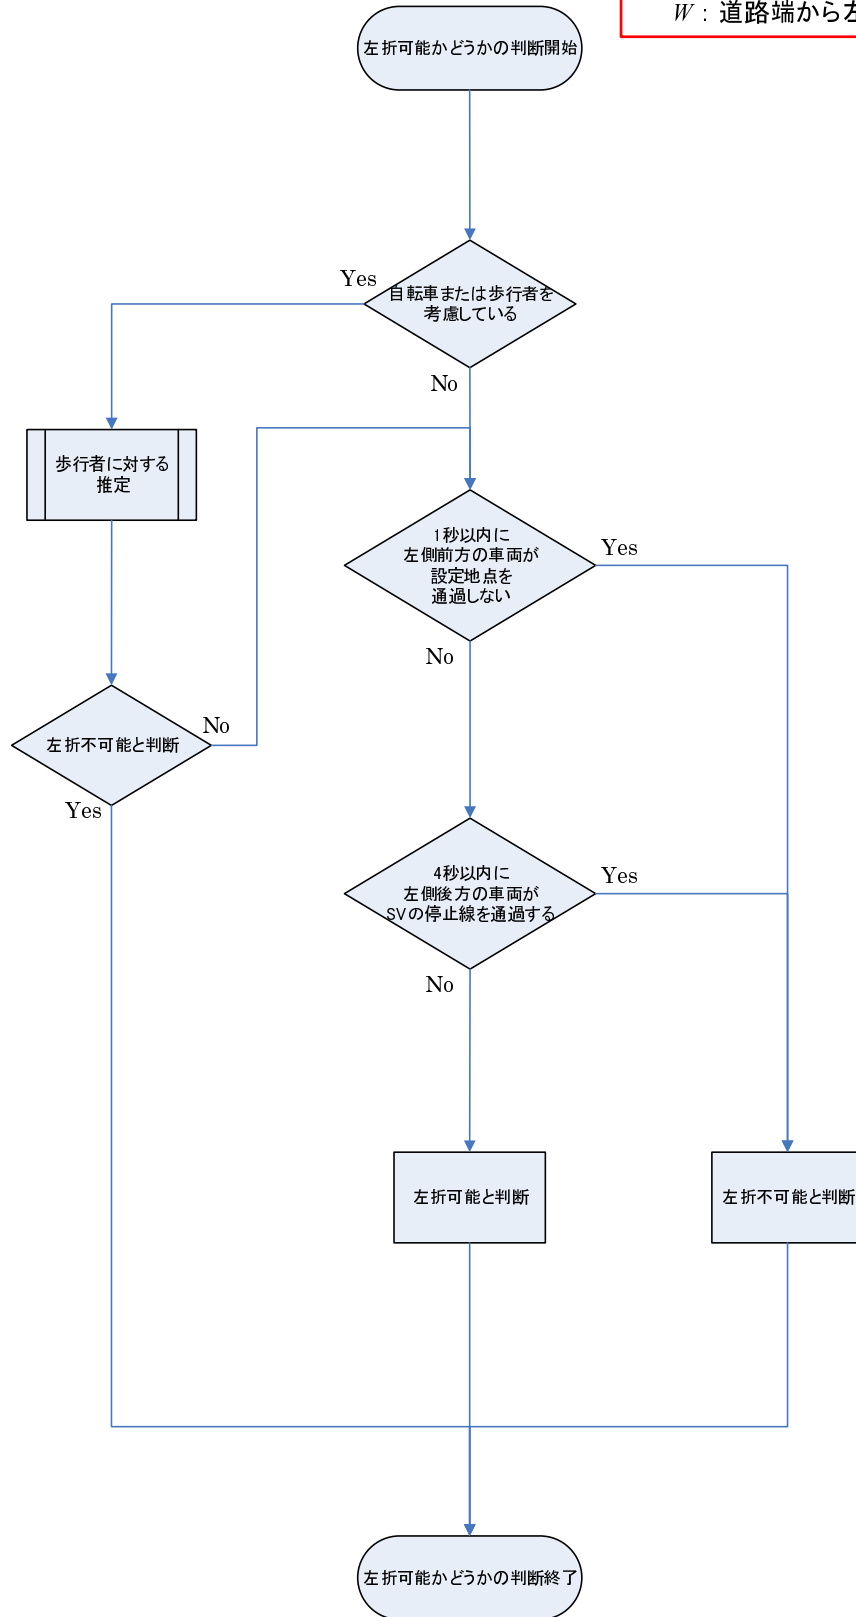 W : 道路端から左
左折可能かどうかの判断開始
Yes
自転車または歩行者を
考慮している
No
歩行者に対する
推定
1秒以内に
左側前方の車両が
設定地点を
通過しない
Yes
No
左折不可能と判断
No
Yes
4秒以内に
左側後方の車両が
SVの停止線を通過する
Yes
No
左折可能と判断
左折不可能と判断
左折可能かどうかの判断終了